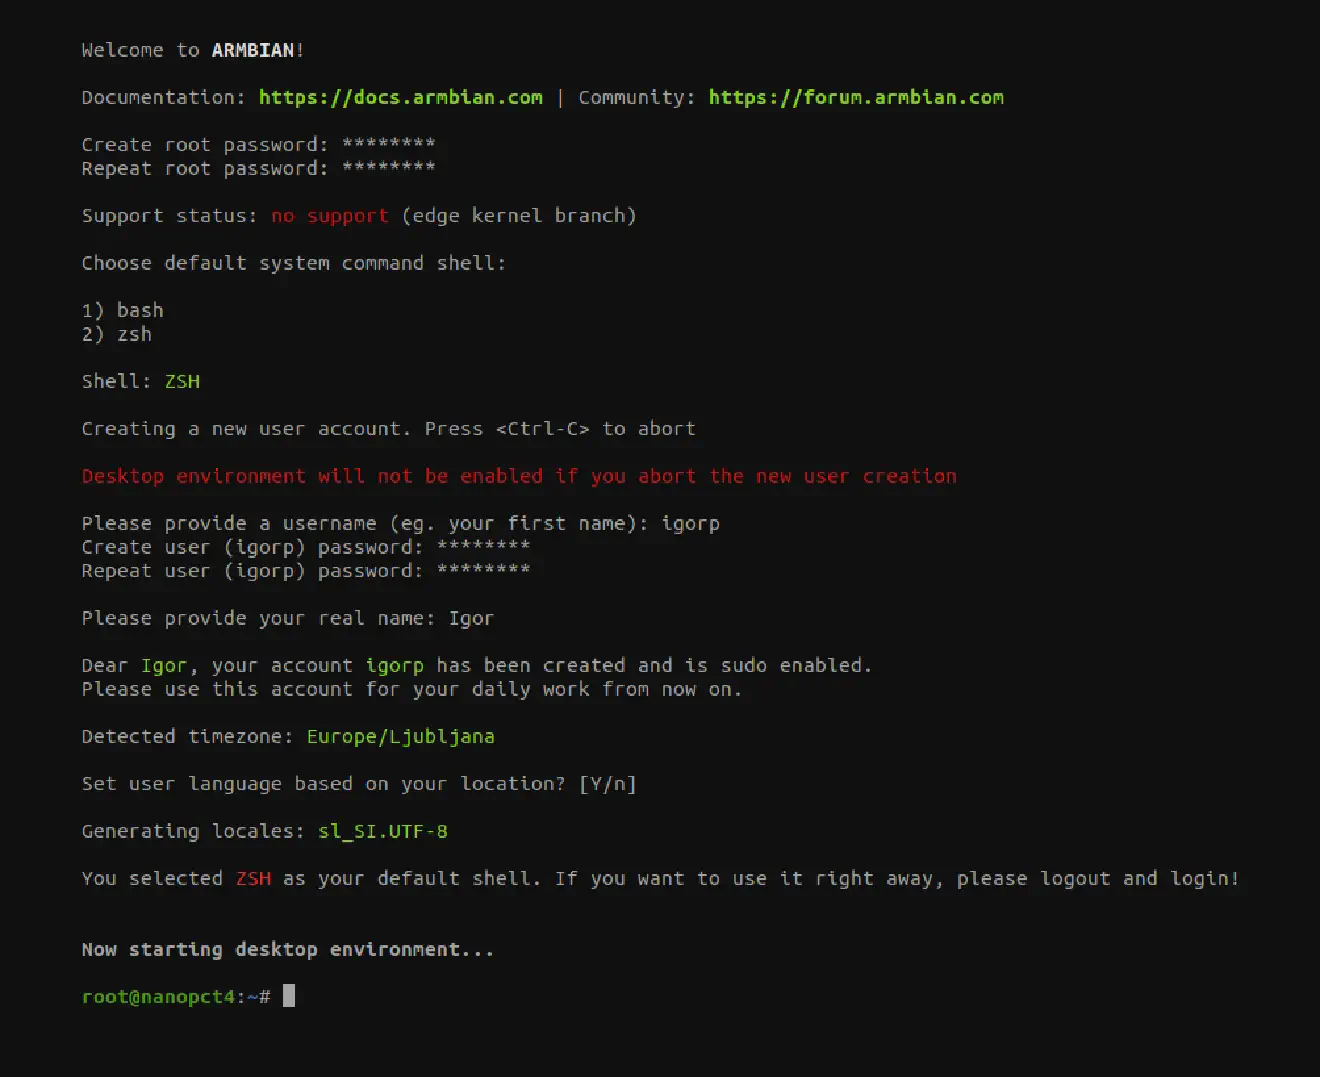 Welcome to ARMBIAN!
Documentation: https://docs.armbian.com | Community: https://forum.armbian.com
Create root password: ********
Repeat root password: ********
Support status: no support (edge kernel branch)
Choose default system command shell:
1) bash
2) zsh
Shell: ZSH
Creating a new user account. Press <Ctrl-C> to abort
Desktop environment will not be enabled if you abort the new user creation
Please provide a username (eg. your first name): igorp
Create user (igorp) password: ********
Repeat user (igorp) password: ********
Please provide your real name: Igor
Dear Igor, your account igorp has been created and is sudo enabled.
Please use this account for your daily work from now on.
Detected timezone: Europe/Ljubljana
Set user language based on your location? [Y/n]
Generating locales: sl_SI.UTF-8
You selected ZSH as your default shell. If you want to use it right away, please logout and login!
Now starting desktop environment...
root@nanopct4:~#